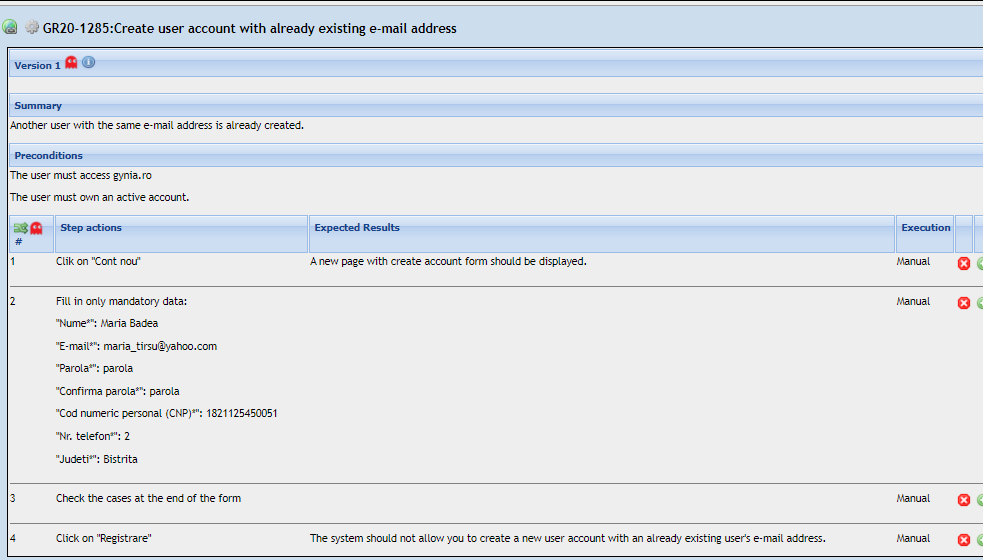 GR20-1285:Create user account with already existing e-mail address
Version 1
Summary
Another user with the same e-mail address is already created.
Preconditions
The user must access gynia.ro
The user must own an active account.
# Step actions Expected Results Execution
1 Clik on "Cont nou" A new page with create account form should be displayed. Manual
2 Fill in only mandatory data: Manual
"Nume*": Maria Badea
"E-mail*": maria_tirsu@yahoo.com
"Parola*": parola
"Confirma parola*": parola
"Cod numeric personal (CNP)*": 1821125450051
"Nr. telefon*": 2
"Judeti*": Bistrita
3 Check the cases at the end of the form Manual
4 Click on "Registrare" The system should not allow you to create a new user account with an already existing user's e-mail address. Manual